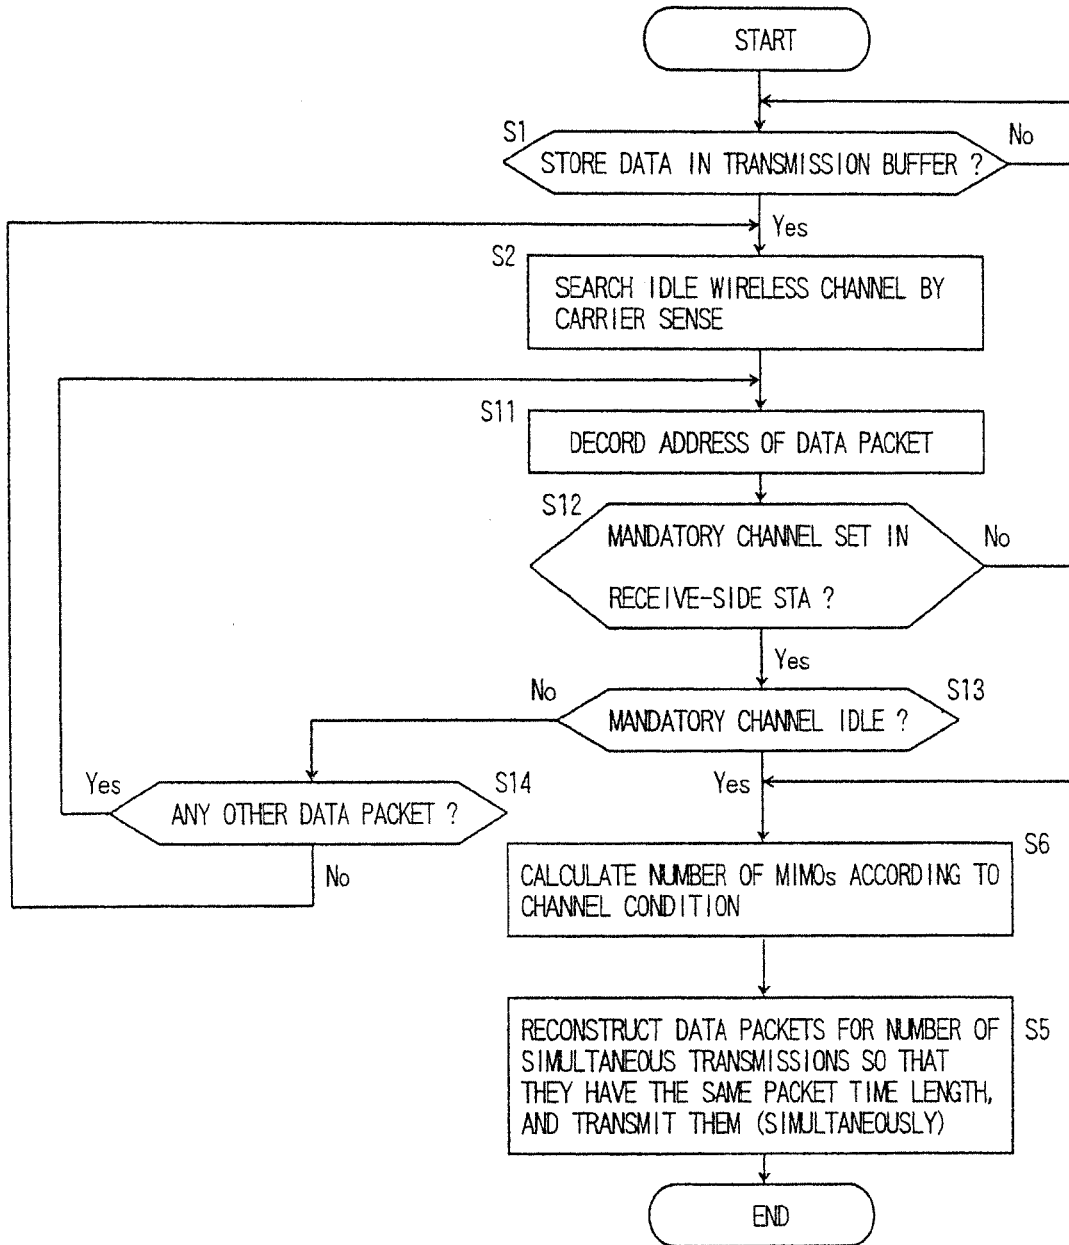 START
S1
STORE DATA IN TRANSMISSION BUFFER ?
No
Yes
S2
SEARCH IDLE WIRELESS CHANNEL BY
CARRIER SENSE
S11
DECORD ADDRESS OF DATA PACKET
S12
MANDATORY CHANNEL SET IN
RECEIVE-SIDE STA ?
No
Yes
No
S13
MANDATORY CHANNEL IDLE ?
Yes
Yes
S14
ANY OTHER DATA PACKET ?
No
S6
CALCULATE NUMBER OF MIMOs ACCORDING TO
CHANNEL CONDITION
RECONSTRUCT DATA PACKETS FOR NUMBER OF
SIMULTANEOUS TRANSMISSIONS SO THAT
THEY HAVE THE SAME PACKET TIME LENGTH,
AND TRANSMIT THEM (SIMULTANEOUSLY)
S5
END